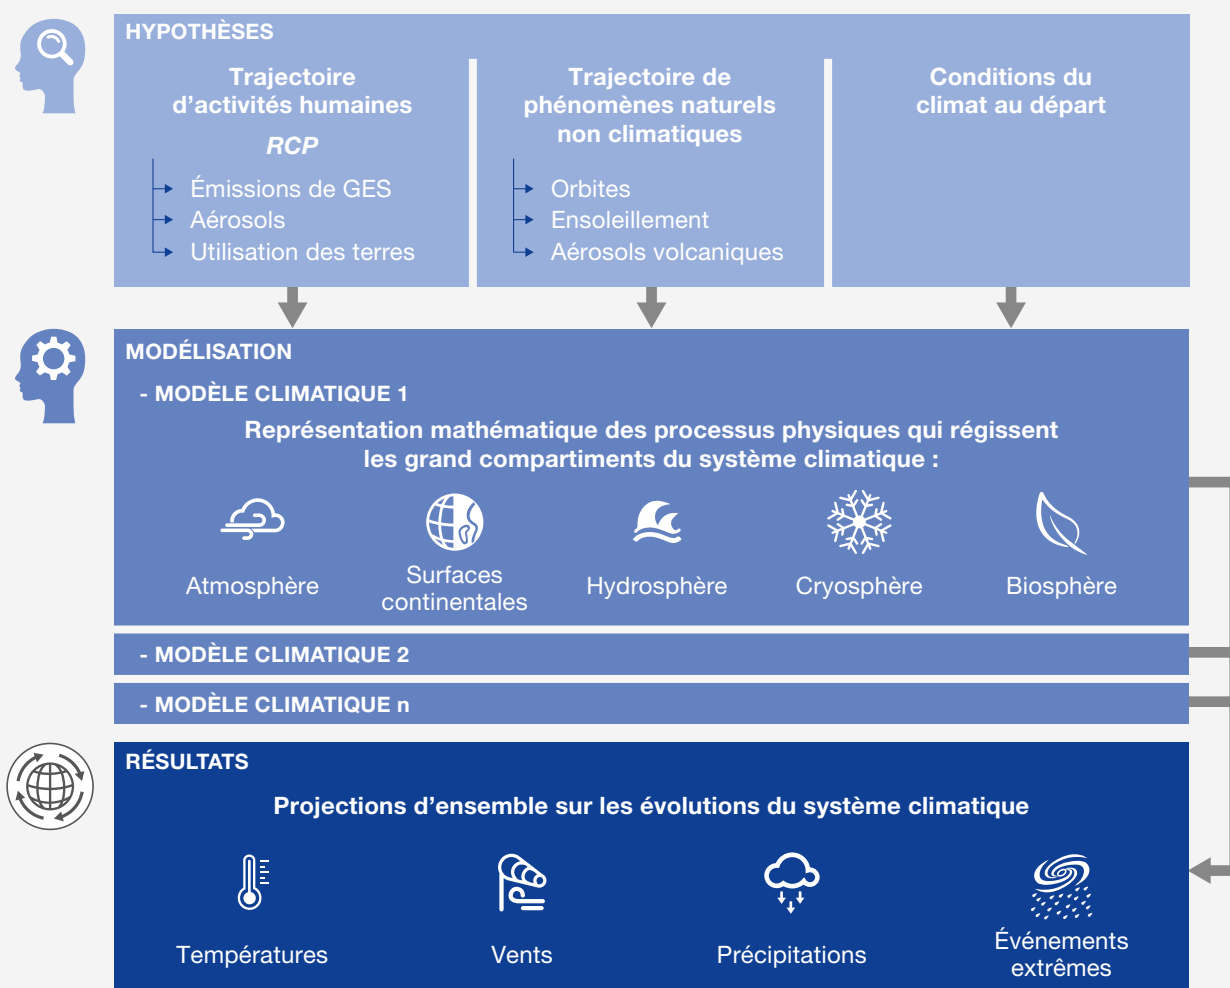 HYPOTHÈSES
Trajectoire
d’activités humaines
RCP
Émissions de GES
Aérosols
Utilisation des terres
Trajectoire de
phénomènes naturels
non climatiques
Orbites
Ensoleillement
Aérosols volcaniques
Conditions du
climat au départ
MODÉLISATION
- MODÈLE CLIMATIQUE 1
Représentation mathématique des processus physiques qui régissent
les grand compartiments du système climatique :
Atmosphère
Surfaces
continentales
Hydrosphère
Cryosphère
Biosphère
- MODÈLE CLIMATIQUE 2
- MODÈLE CLIMATIQUE n
RÉSULTATS
Projections d’ensemble sur les évolutions du système climatique
Températures
Vents
Précipitations
Événements
extrêmes